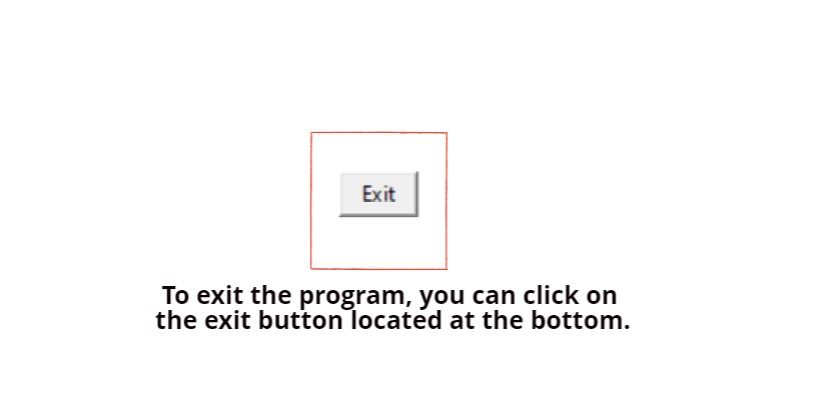 Exit
To exit the program, you can click on
the exit button located at the bottom.